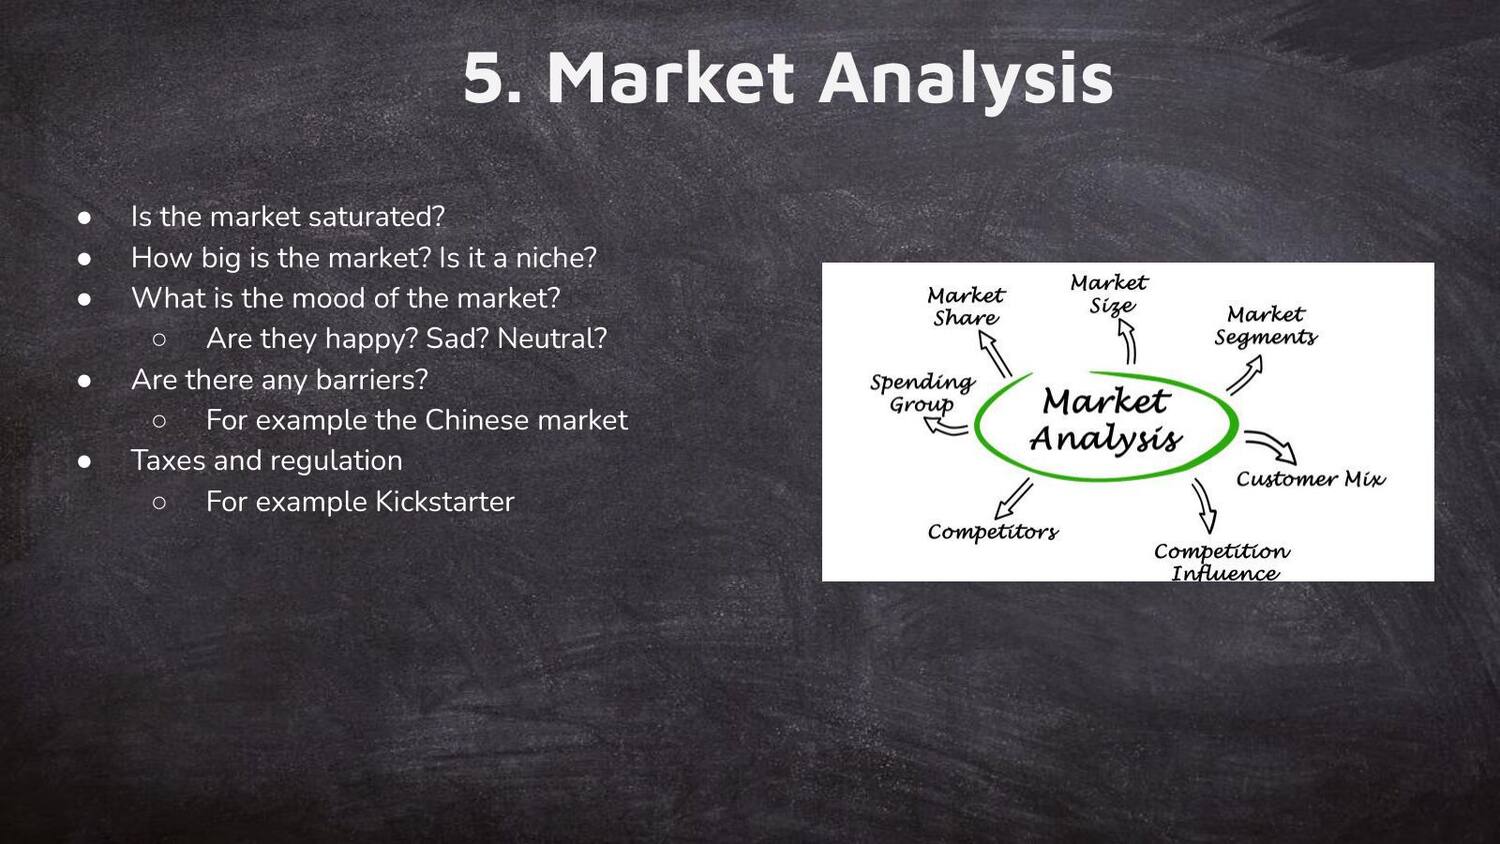 5. Market Analysis
● Is the market saturated?
● How big is the market? Is it a niche?
● What is the mood of the market?
○ Are they happy? Sad? Neutral?
● Are there any barriers?
○ For example the Chinese market
● Taxes and regulation
○ For example Kickstarter
Market
Share
Market
Size
Market
Segments
Spending
Group
Market
Analysis
Customer Mix
Competitors
Competition
Influence